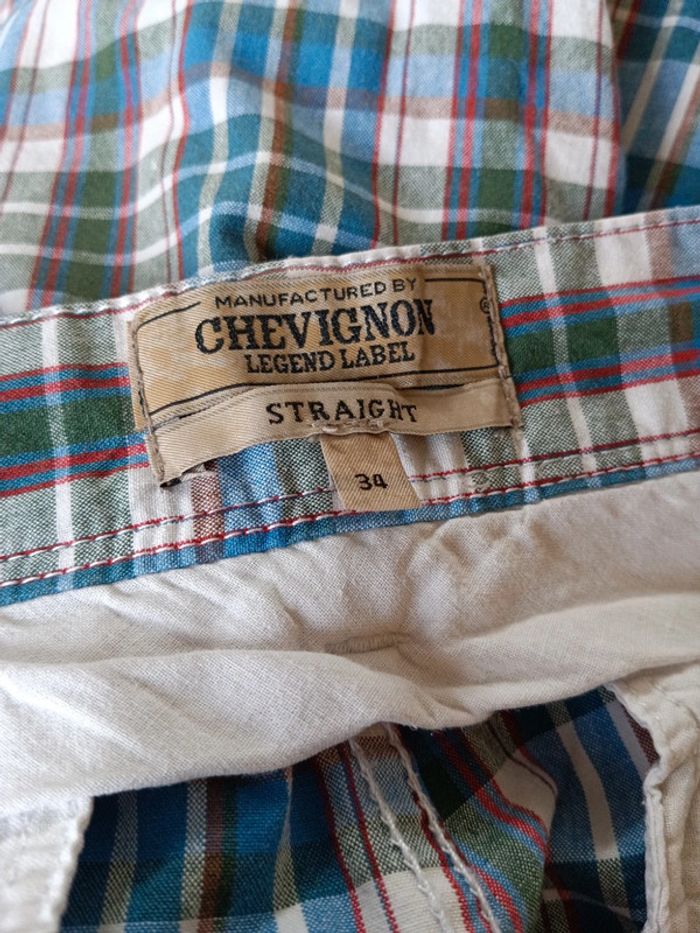 MANUFACTURED BY
CHEVIGNON
LEGEND LABEL
STRAIGHT
34